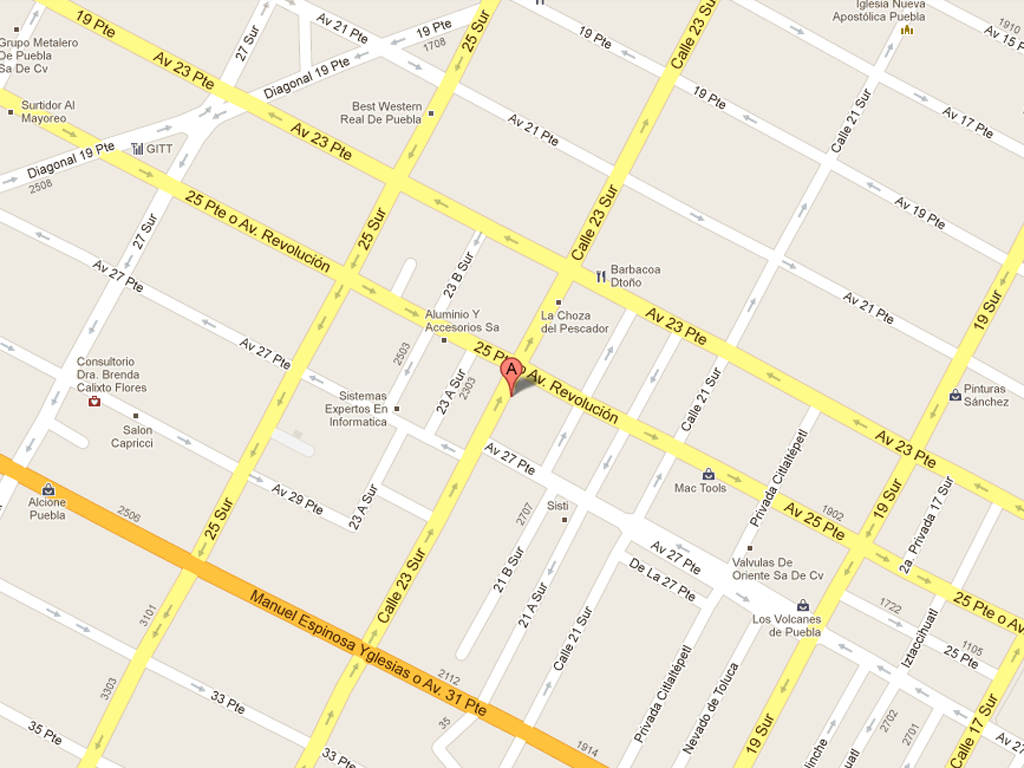 19 Pte
Av 21 Pte
19 Pte
1708
25 Sur
27 Sur
Diagonal 19 Pte
Grupo Metalero
De Puebla
Sa De Cv
Av 23 Pte
Calle 23 Su
19 Pte
Iglesia Nueva
Apostólica Puebla
1910
Av 15 P
Surtidor Al
Mayoreo
Best Western
Real De Puebla
19 Pte
Av 17 Pte
Calle 21 Sur
Av 21 Pte
Av 23 Pte
GITT
Diagonal 19 Pte
2508
25 Pte o Av. Revolución
27 Sur
25 Sur
Calle 23 Sur
Av 19 Pte
Av 27 Pte
23 B Sur
Barbacoa
Dtoño
Av 21 Pte
19 Sur
Aluminio Y
Accesorios Sa
La Choza
del Pescador
Av 23 Pte
Av 27 Pte
2503
25 Pte o Av. Revolución
A
Consultorio
Dra. Brenda
Calixto Flores
23 A Sur
2303
Calle 21 Sur
Pinturas
Sánchez
Sistemas
Expertos En
Informatica
Salon
Capricci
Av 27 Pte
Av 23 Pte
Privada Citlaltépetl
Mac Tools
Alcione
Puebla
2506
Av 29 Pte
23 A Sur
25 Sur
2707
Sisti
Av 25 Pte
1902
19 Sur
2a. Privada 17 Sur
Av 27 Pte
De La 27 Pte
Valvulas De
Oriente Sa De Cv
Calle 23 Sur
21 B Sur
21 A Sur
Calle 21 Sur
Manuel Espinosa Yglesias o Av. 31 Pte
3101
Los Volcanes
de Puebla
1722
25 Pte o Av
Iztaccihuatl
1105
25 Pte
3303
33 Pte
2112
35
Privada Citlaltépetl
Nevado de Toluca
19 Sur
35 Pte
33 Pte
1914
linche
uatl
2702
2701
Calle 17 Sur
Av 27